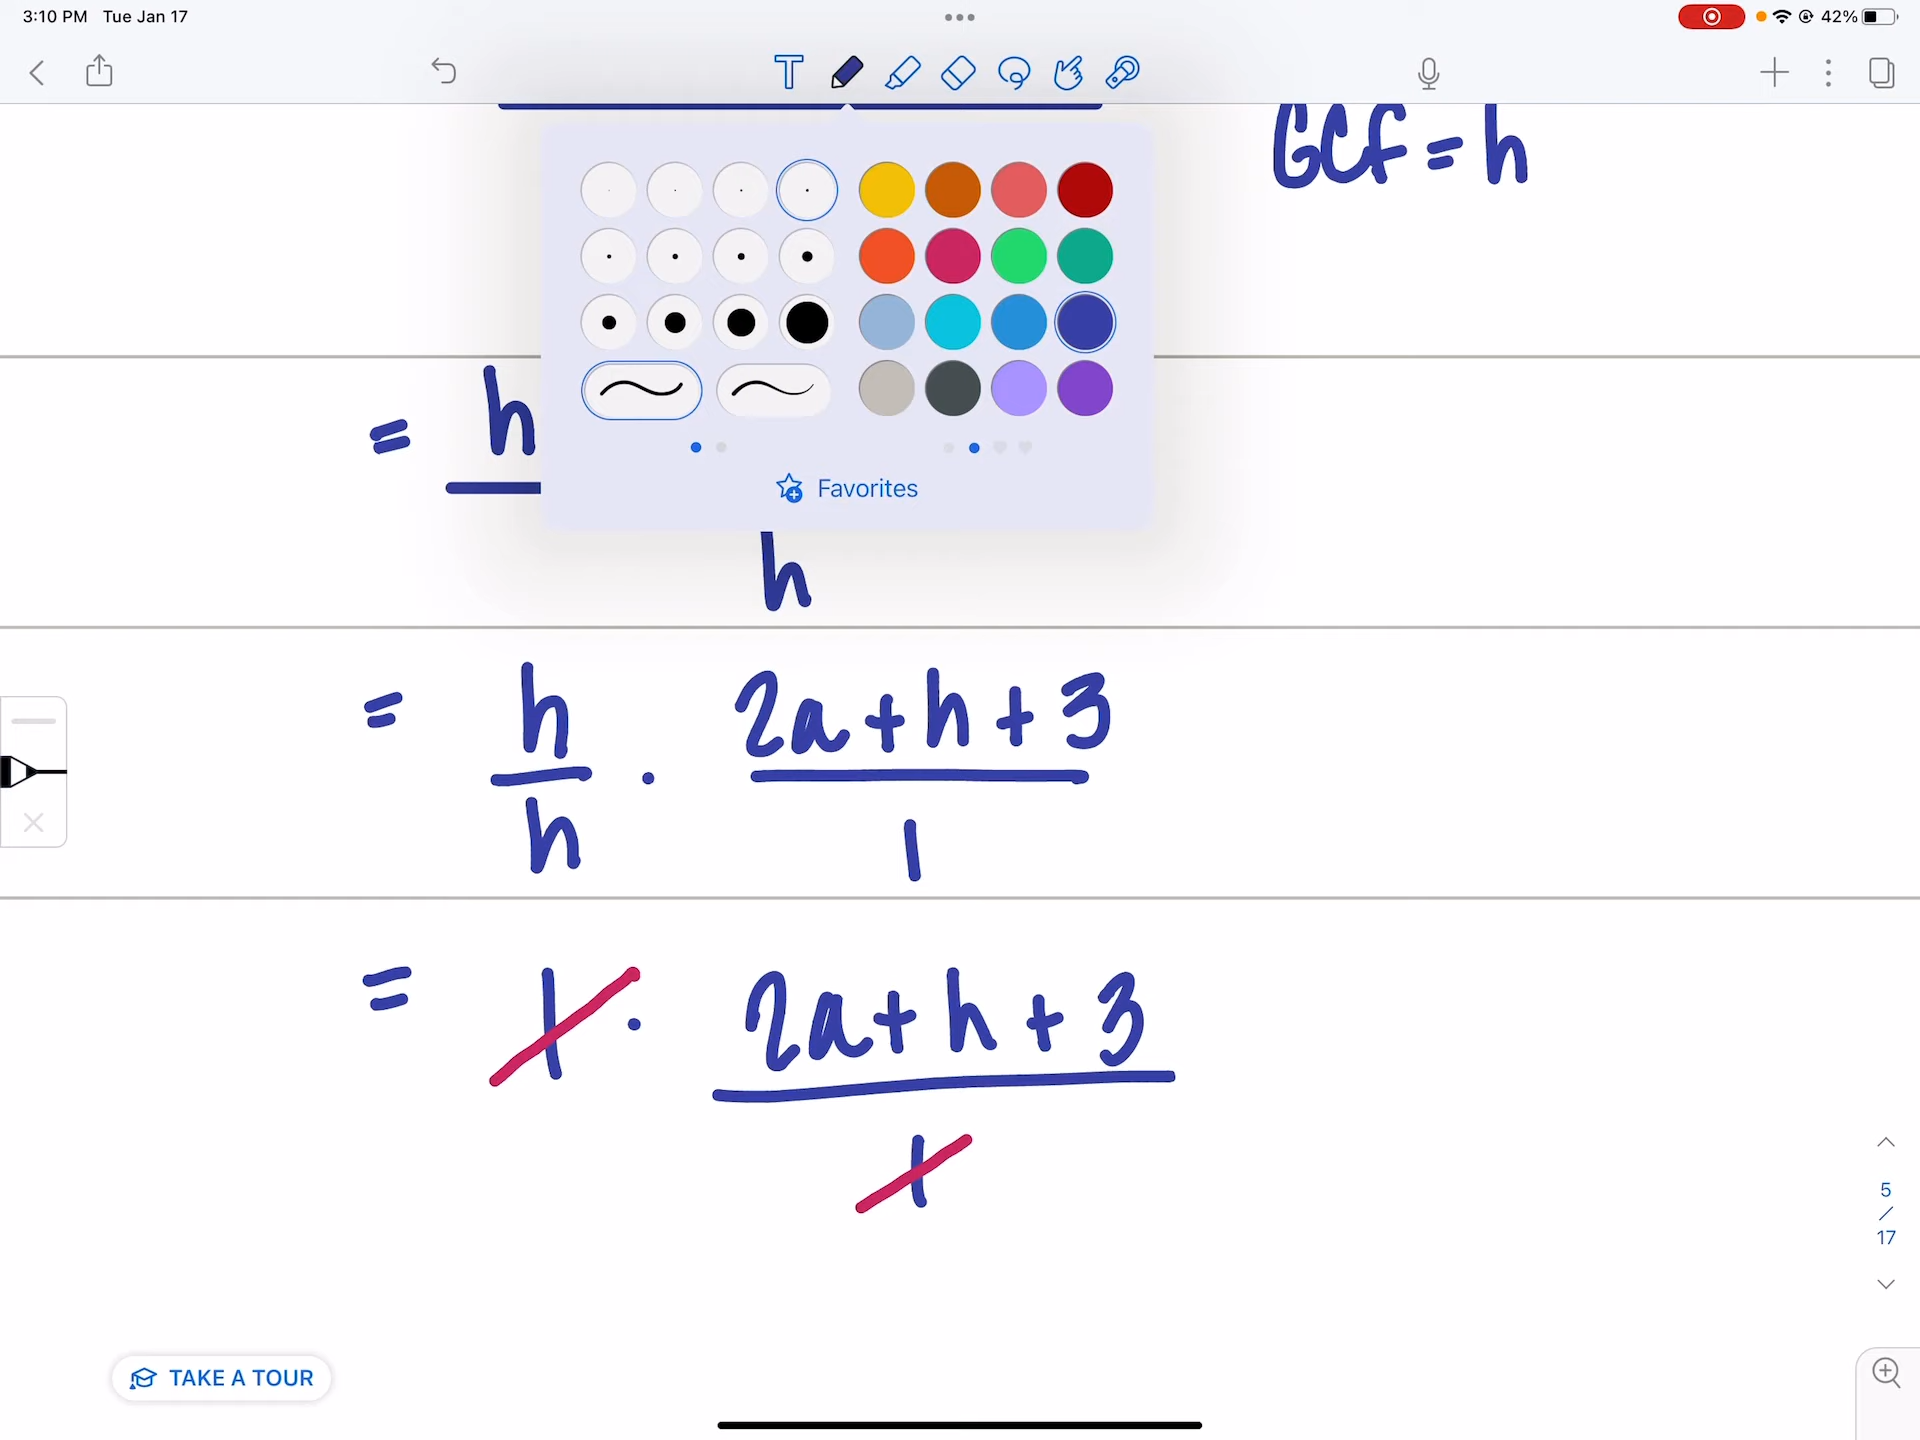 3:10 PM Tue Jan 17
42%
T
GCF = h
= h
Favorites
h
= h/h · 2a + h + 3 / 1
= 1 · 2a + h + 3 / 1
5
/
17
TAKE A TOUR